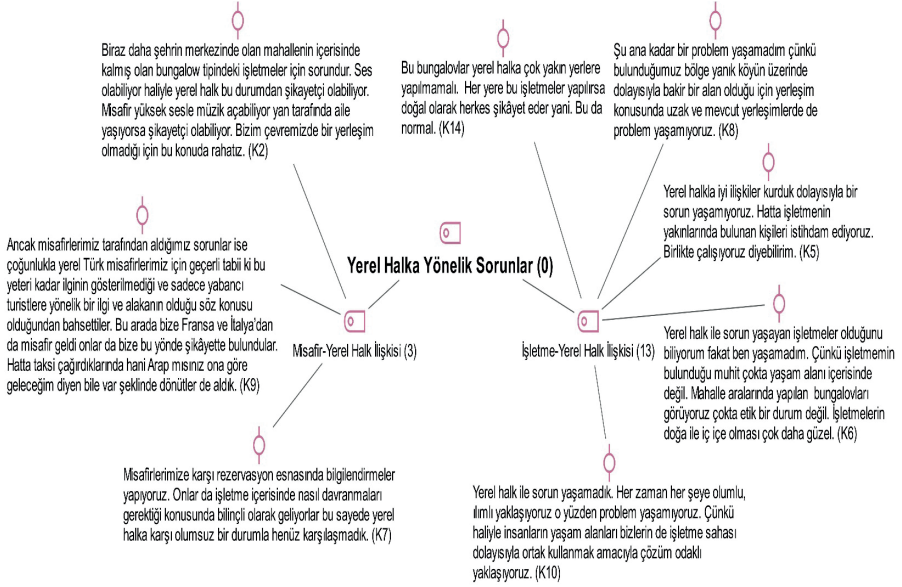 Biraz daha şehrin merkezinde olan mahallenin içerisinde
kalmış olan bungalow tipindeki işletmeler için sorundur. Ses
olabiliyor haliyle yerel halk bu durumdan şikayetçi olabiliyor.
Misafir yüksek sesle müzik açabiliyor yan tarafında aile
yaşıyorsa şikayetçi olabiliyor. Bizim çevremizde bir yerleşim
olmadığı için bu konuda rahatız. (K2)
Bu bungalovlar yerel halka çok yakın yerlere
yapılmamalı. Her yere bu işletmeler yapılırsa
doğal olarak herkes şikâyet eder yani. Bu da
normal. (K14)
Şu ana kadar bir problem yaşamadım çünkü
bulunduğumuz bölge yanık köyün üzerinde
dolayısıyla bakir bir alan olduğu için yerleşim
konusunda uzak ve mevcut yerleşimlerde de
problem yaşamıyoruz. (K8)
Yerel halkla iyi ilişkiler kurduk dolayısıyla bir
sorun yaşamıyoruz. Hatta işletmenin
yakınlarında bulunan kişileri istihdam ediyoruz.
Birlikte çalışıyoruz diyebilirim. (K5)
Ancak misafirlerimiz tarafından aldığımız sorunlar ise
çoğunlukla yerel Türk misafirlerimiz için geçerli tabii ki bu
yeteri kadar ilginin gösterilmediği ve sadece yabancı
turistlere yönelik bir ilgi ve alakanın olduğu söz konusu
olduğundan bahsettiler. Bu arada bize Fransa ve İtalya'dan
da misafir geldi onlar da bize bu yönde şikâyette bulundular.
Hatta taksi çağırdıklarında hani Arap mısınız ona göre
geleceğim diyen bile var şeklinde dönütler de aldık. (K9)
Yerel Halka Yönelik Sorunlar (0)
Misafir-Yerel Halk İlişkisi (3)
İşletme-Yerel Halk İlişkisi (13)
Yerel halk ile sorun yaşayan işletmeler olduğunu
biliyorum fakat ben yaşamadım. Çünkü işletmemin
bulunduğu muhit çokta yaşam alanı içerisinde
değil. Mahalle aralarında yapılan bungalovları
görüyoruz çokta etik bir durum değil. İşletmelerin
doğa ile iç içe olması çok daha güzel. (K6)
Misafirlerimize karşı rezervasyon esnasında bilgilendirmeler
yapıyoruz. Onlar da işletme içerisinde nasıl davranmaları
gerektiği konusunda bilinçli olarak geliyorlar bu sayede yerel
halka karşı olumsuz bir durumla henüz karşılaşmadık. (K7)
Yerel halk ile sorun yaşamadık. Her zaman her şeye olumlu,
ılımlı yaklaşıyoruz o yüzden problem yaşamıyoruz. Çünkü
haliyle insanların yaşam alanları bizlerin de işletme sahası
dolayısıyla ortak kullanmak amacıyla çözüm odaklı
yaklaşıyoruz. (K10)